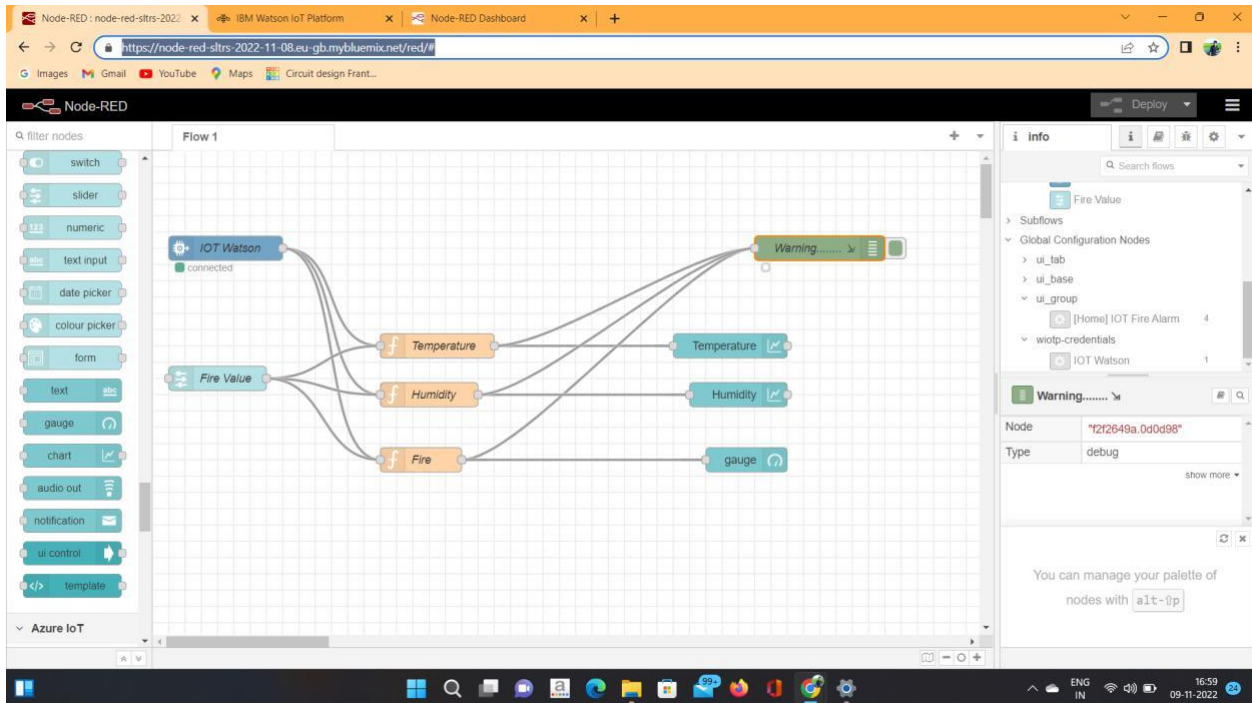 Node-RED : node-red-sltrs-2022
IBM Watson IoT Platform
Node-RED Dashboard
https://node-red-sltrs-2022-11-08.eu-gb.mybluemix.net/red/#
Images
Gmail
YouTube
Maps
Circuit design Frant...
Node-RED
Deploy
filter nodes
Flow 1
i info
i
Search flows
switch
slider
123 numeric
abc text input
date picker
colour picker
form
text abc
gauge
chart
audio out
notification
ui control
</> template
Azure IoT
IOT Watson
connected
Fire Value
f Temperature
f Humidity
f Fire
Warning........
Temperature
Humidity
gauge
Fire Value
Subflows
Global Configuration Nodes
ui_tab
ui_base
ui_group
[Home] IOT Fire Alarm 4
wiotp-credentials
IOT Watson 1
Warning........
Node "f2f2649a.0d0d98"
Type debug
show more
You can manage your palette of
nodes with alt-⇧p
99+
a
ENG
IN
16:59
09-11-2022
24